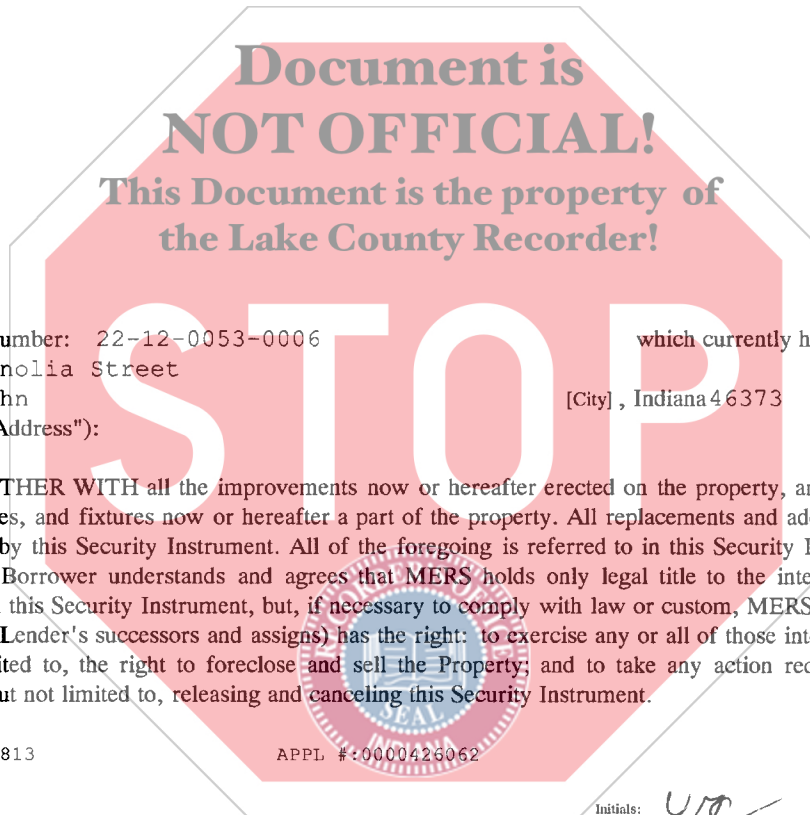 Document is
NOT OFFICIAL!
This Document is the property of
the Lake County Recorder!
STOP
umber: 22-12-0053-0006 which currently h
nolia Street
hn [City] , Indiana 46373
Address"):
THER WITH all the improvements now or hereafter erected on the property, a
es, and fixtures now or hereafter a part of the property. All replacements and ad
by this Security Instrument. All of the foregoing is referred to in this Security
Borrower understands and agrees that MERS holds only legal title to the inte
this Security Instrument, but, if necessary to comply with law or custom, MERS
Lender's successors and assigns) has the right: to exercise any or all of those int
ited to, the right to foreclose and sell the Property; and to take any action rec
ut not limited to, releasing and canceling this Security Instrument.
SEAL
INDIANA
813 APPL #:0000426062
Initials: